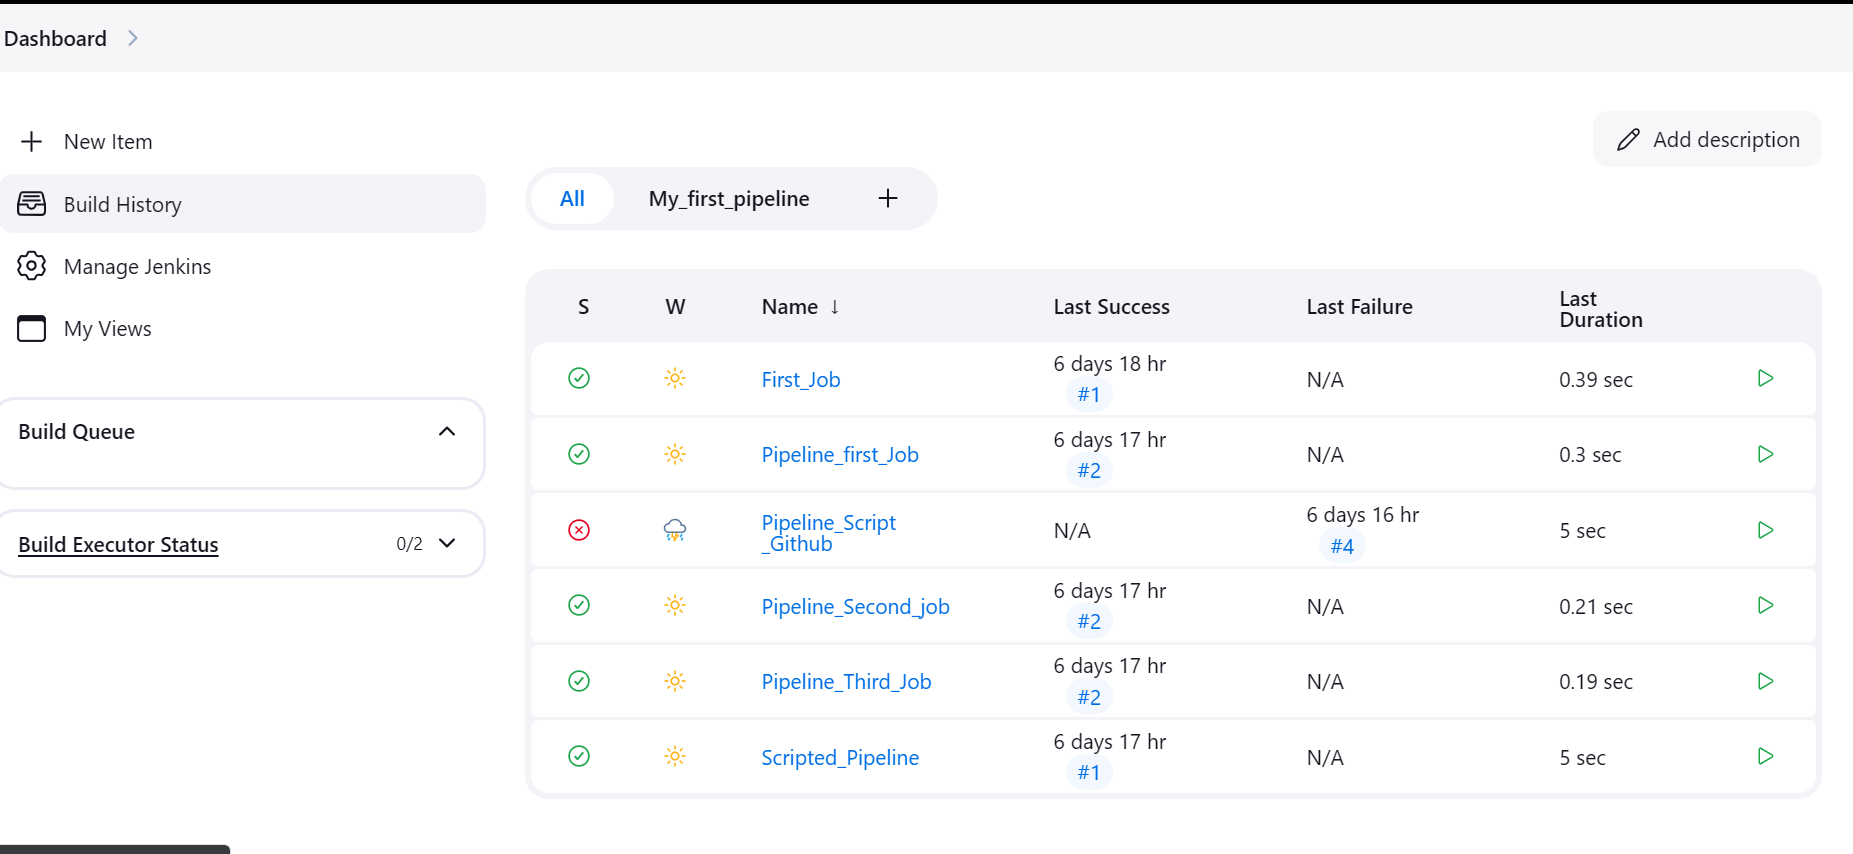 Dashboard
New Item
Build History
Manage Jenkins
My Views
Build Queue
Build Executor Status 0/2
Add description
All My_first_pipeline
S W Name ↓ Last Success Last Failure Last
Duration
First_Job 6 days 18 hr
#1 N/A 0.39 sec
Pipeline_first_Job 6 days 17 hr
#2 N/A 0.3 sec
Pipeline_Script
_Github N/A 6 days 16 hr
#4 5 sec
Pipeline_Second_job 6 days 17 hr
#2 N/A 0.21 sec
Pipeline_Third_Job 6 days 17 hr
#2 N/A 0.19 sec
Scripted_Pipeline 6 days 17 hr
#1 N/A 5 sec